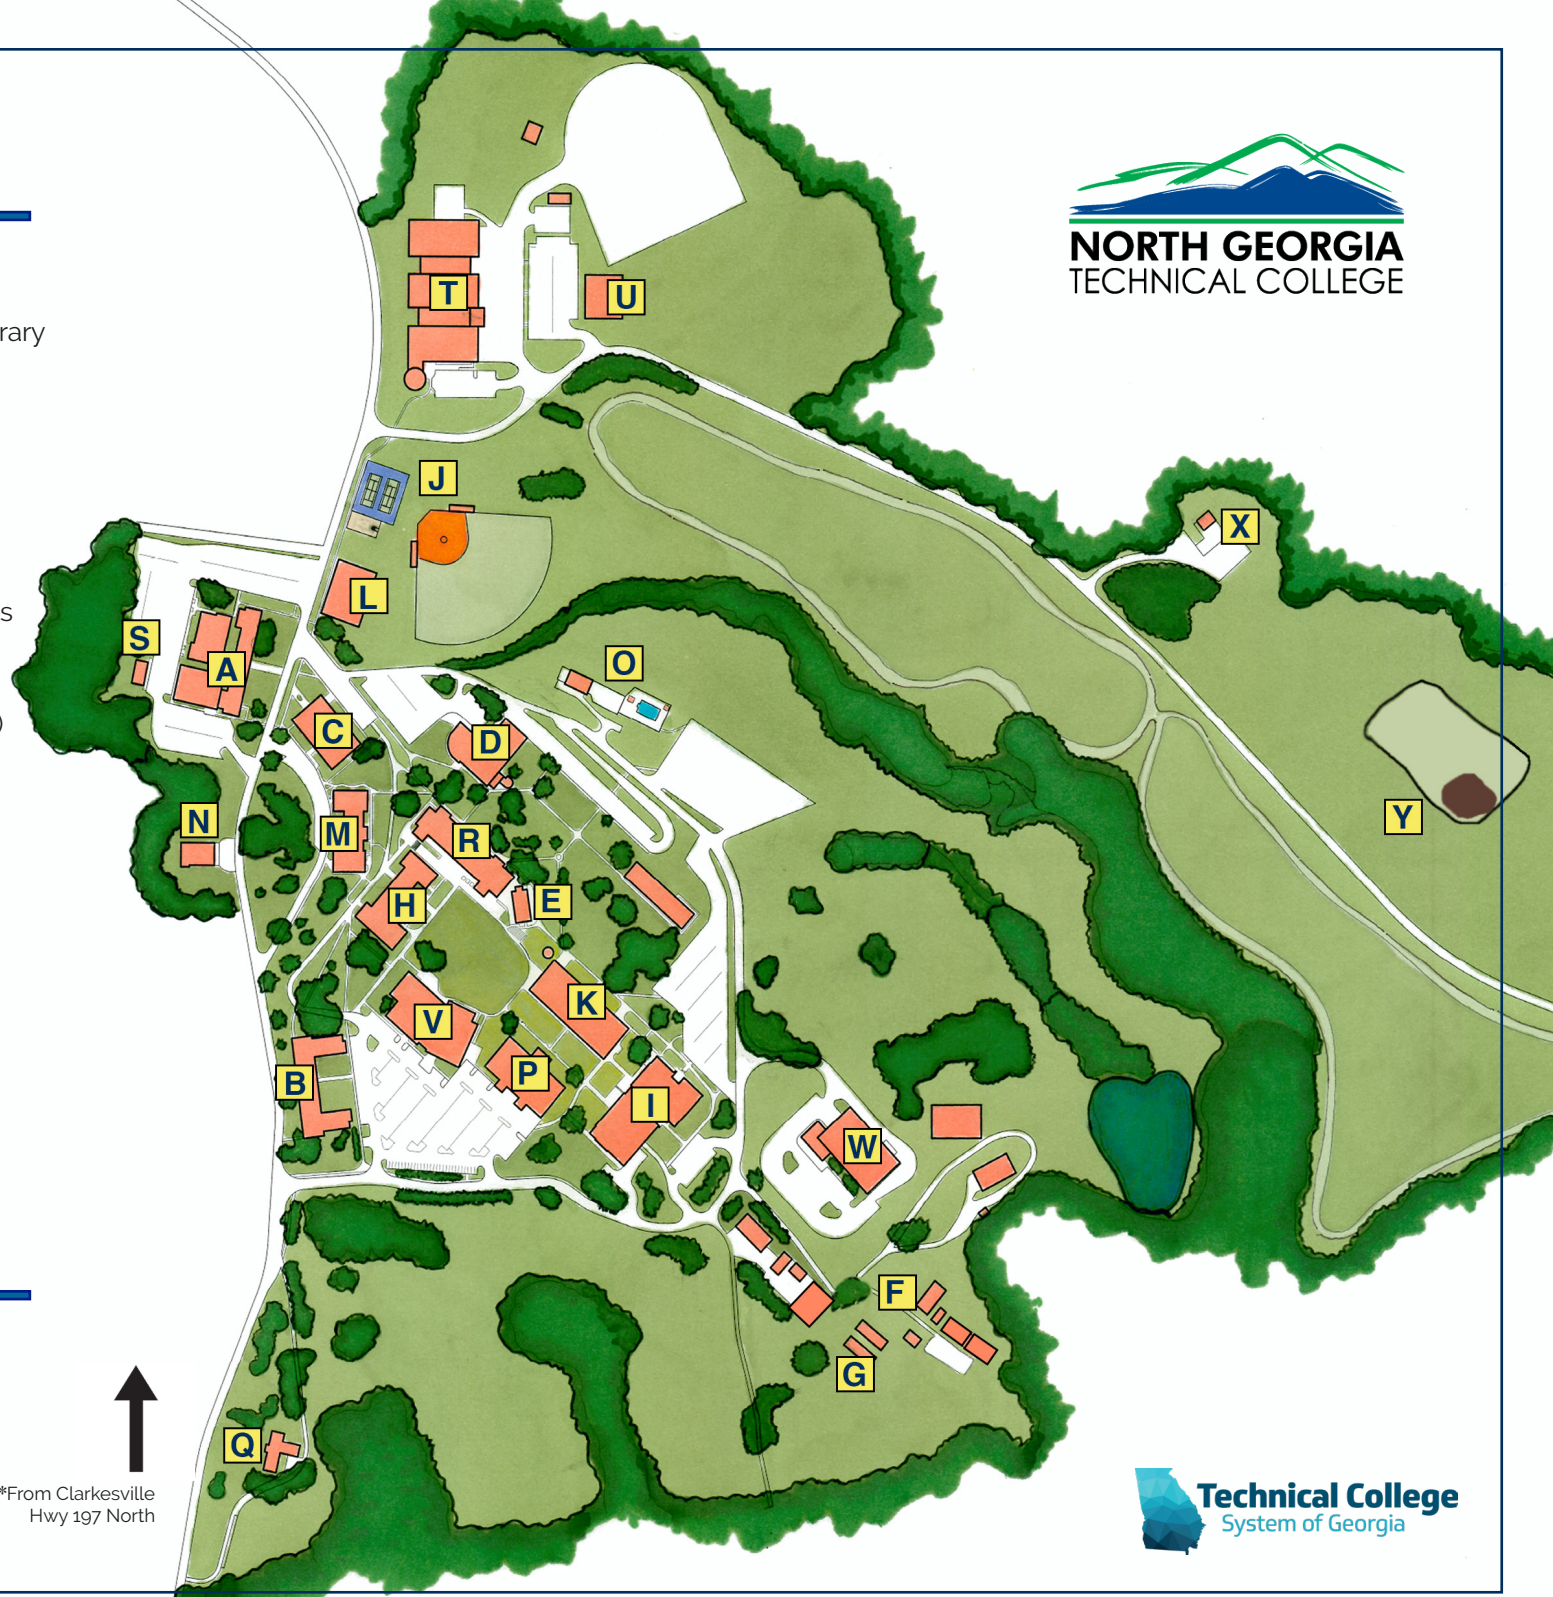 NORTH GEORGIA
TECHNICAL COLLEGE
T
U
rary
J
X
L
s
S
A
O
)
C
D
N
M
R
Y
H
E
K
V
P
B
I
W
F
G
Q
*From Clarkesville
Hwy 197 North
Technical College
System of Georgia